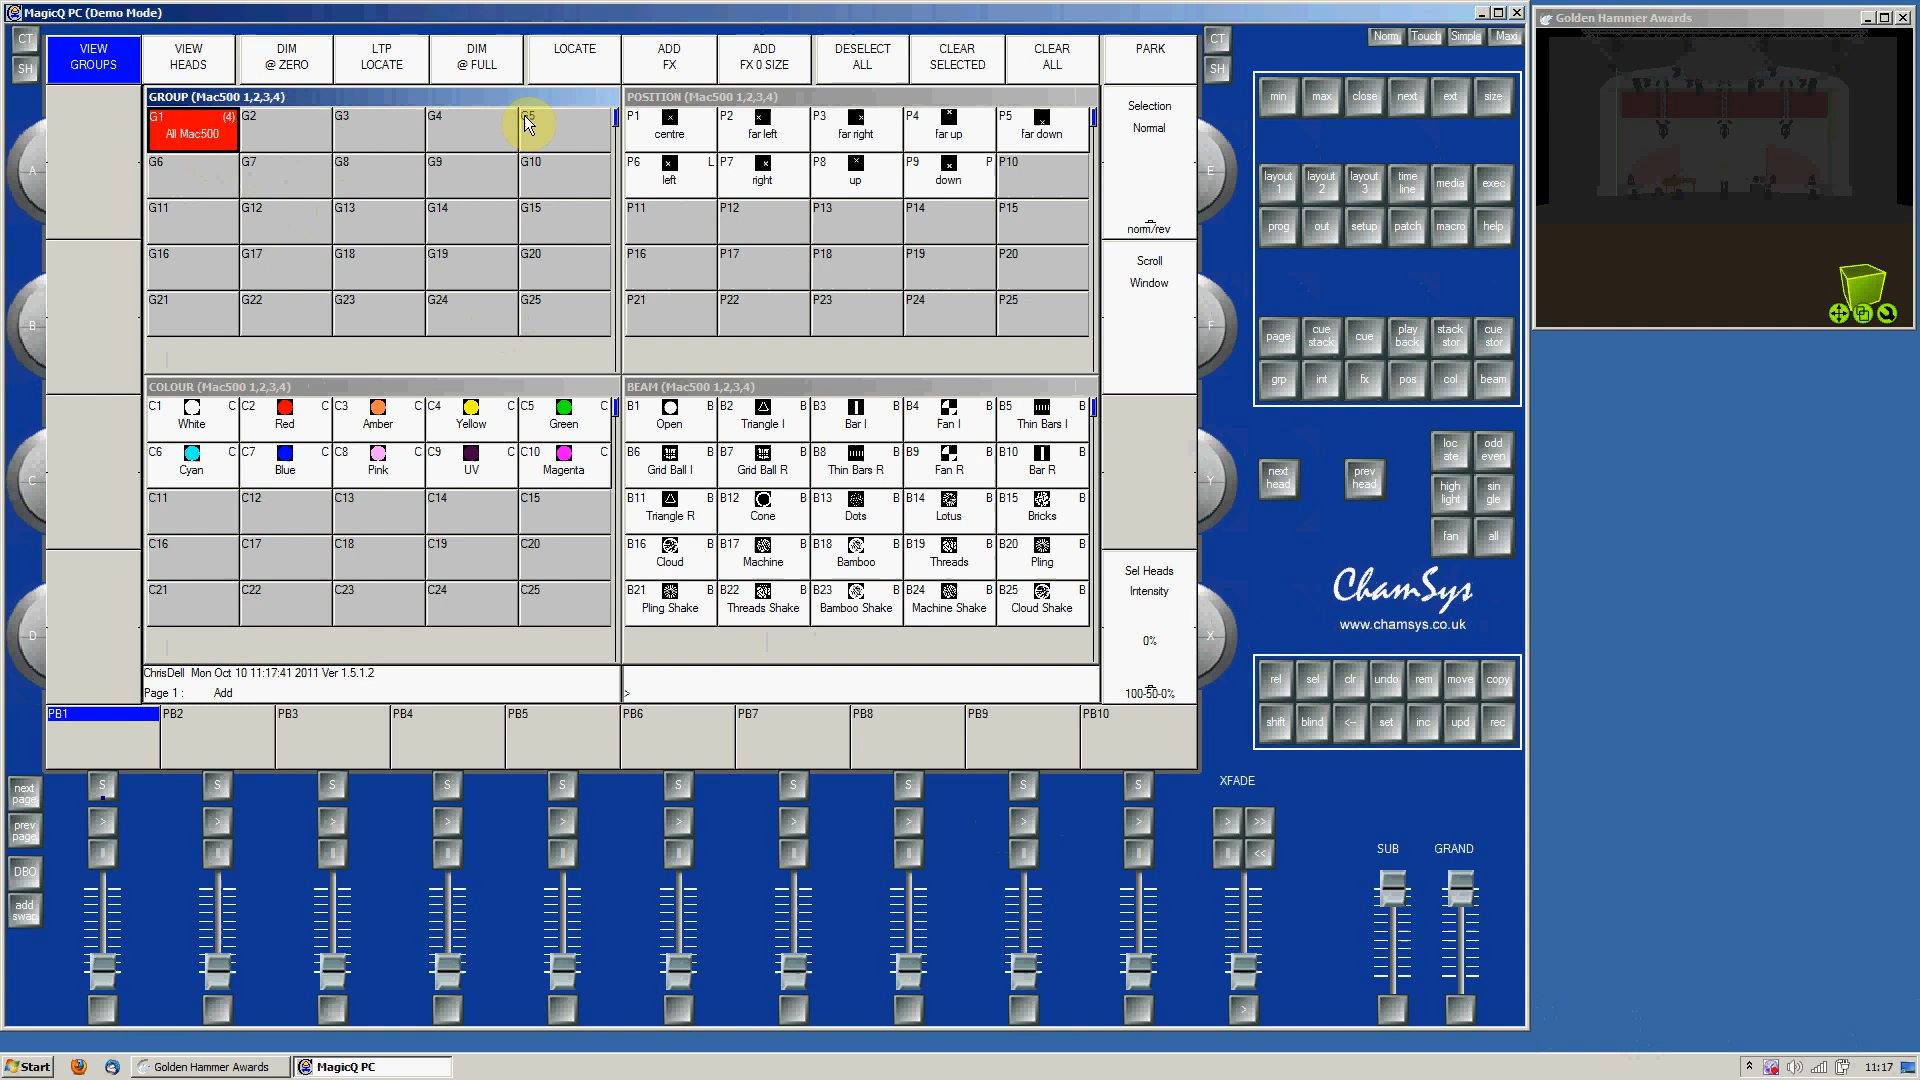 MagicQ PC (Demo Mode)
Golden Hammer Awards
Norm Touch Simple Maxi
CT
SH
VIEW GROUPS
VIEW HEADS
DIM @ ZERO
LTP LOCATE
DIM @ FULL
LOCATE
ADD FX
ADD FX 0 SIZE
DESELECT ALL
CLEAR SELECTED
CLEAR ALL
PARK
CT
SH
GROUP (Mac500 1,2,3,4)
G1 (4) All Mac500
G2
G3
G4
G5
G6 G7 G8 G9 G10
G11 G12 G13 G14 G15
G16 G17 G18 G19 G20
G21 G22 G23 G24 G25
POSITION (Mac500 1,2,3,4)
P1 centre
P2 far left
P3 far right
P4 far up
P5 far down
P6 L left
P7 right
P8 up
P9 P down
P10
P11 P12 P13 P14 P15
P16 P17 P18 P19 P20
P21 P22 P23 P24 P25
COLOUR (Mac500 1,2,3,4)
C1 C White
C2 C Red
C3 C Amber
C4 C Yellow
C5 C Green
C6 C Cyan
C7 C Blue
C8 C Pink
C9 C UV
C10 C Magenta
C11 C12 C13 C14 C15
C16 C17 C18 C19 C20
C21 C22 C23 C24 C25
BEAM (Mac500 1,2,3,4)
B1 B Open
B2 B Triangle I
B3 B Bar I
B4 B Fan I
B5 B Thin Bars I
B6 B Grid Ball I
B7 B Grid Ball R
B8 B Thin Bars R
B9 B Fan R
B10 B Bar R
B11 B Triangle R
B12 B Cone
B13 B Dots
B14 B Lotus
B15 B Bricks
B16 B Cloud
B17 B Machine
B18 B Bamboo
B19 B Threads
B20 B Pling
B21 B Pling Shake
B22 B Threads Shake
B23 B Bamboo Shake
B24 B Machine Shake
B25 B Cloud Shake
Selection
Normal
norm/rev
Scroll
Window
Sel Heads
Intensity
0%
100-50-0%
A
B
C
D
E
F
Y
X
ChrisDell Mon Oct 10 11:17:41 2011 Ver 1.5.1.2
Page 1 : Add
>
PB1 PB2 PB3 PB4 PB5 PB6 PB7 PB8 PB9 PB10
min max close next ext size
layout 1
layout 2
layout 3
time line
media
exec
prog out setup patch macro help
page
cue stack
cue
play back
stack stor
cue stor
grp int fx pos col beam
next head
prev head
loc ate
odd even
high light
sin gle
fan
all
ChamSys
www.chamsys.co.uk
rel sel clr undo rem move copy
shift blind <-- set inc upd rec
next page
prev page
DBO
add swap
S S S S S S S S S S
> > > > > > > > > >
XFADE
> >>
<<
>
SUB
GRAND
Start
Golden Hammer Awards
MagicQ PC
11:17